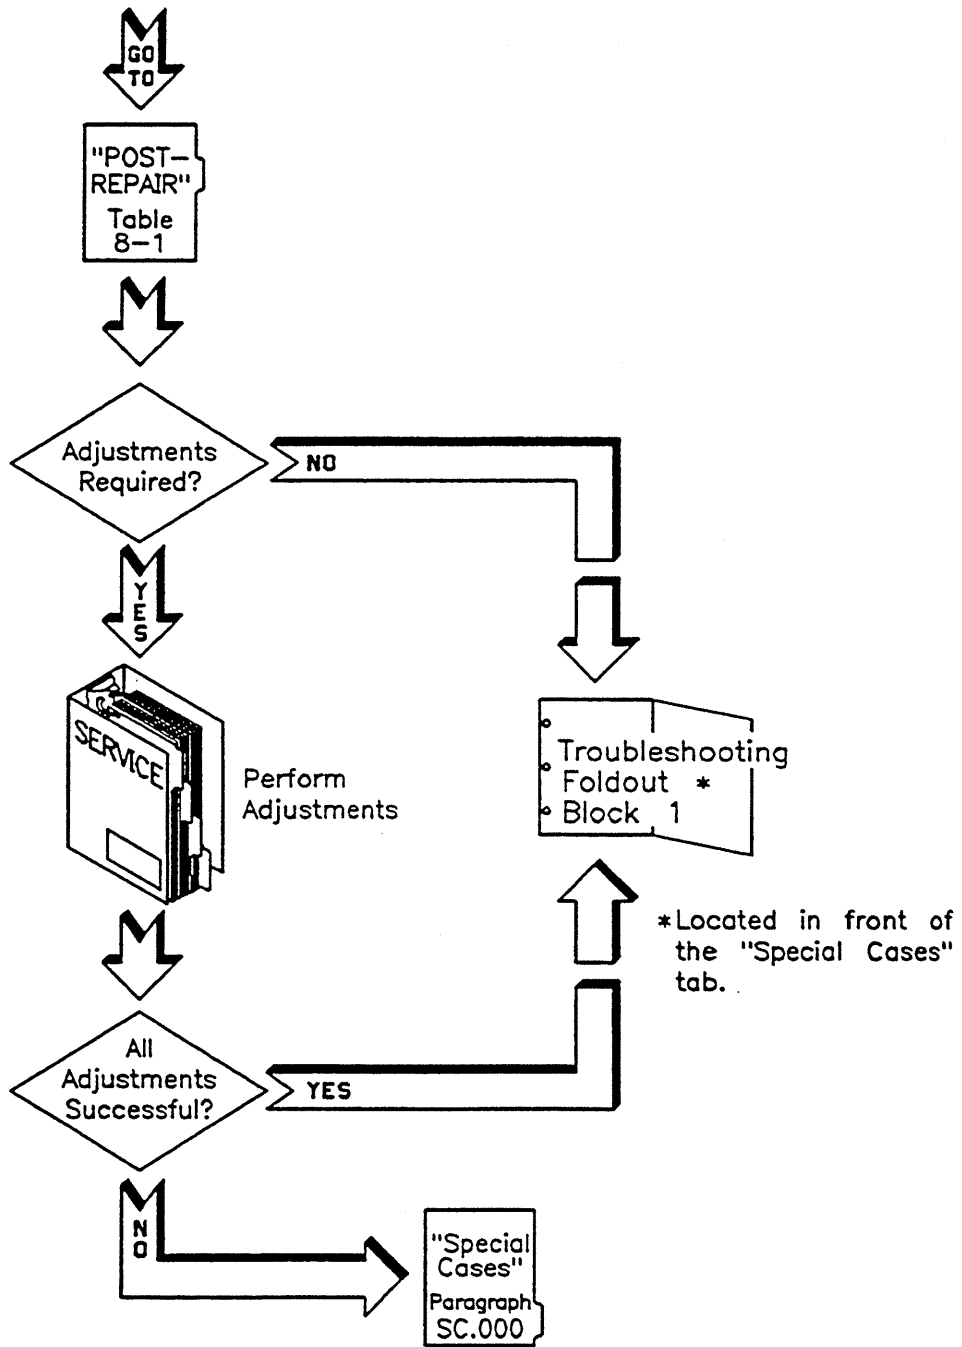 GO
TO
"POST-
REPAIR"
Table
8-1
Adjustments
Required?
NO
YES
SERVICE
Perform
Adjustments
Troubleshooting
Foldout *
Block 1
*Located in front of
the "Special Cases"
tab.
All
Adjustments
Successful?
YES
NO
"Special
Cases"
Paragraph
SC.000